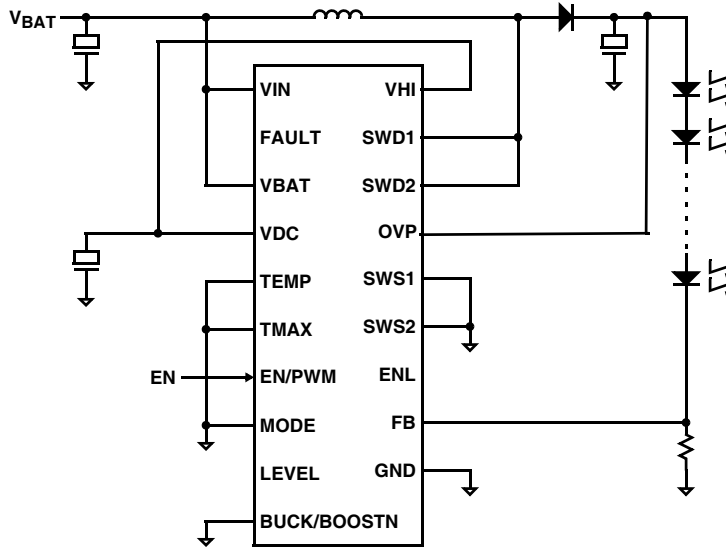 VBAT
VIN VHI
FAULT SWD1
VBAT SWD2
VDC OVP
TEMP SWS1
TMAX SWS2
EN EN/PWM ENL
MODE FB
LEVEL GND
BUCK/BOOSTN